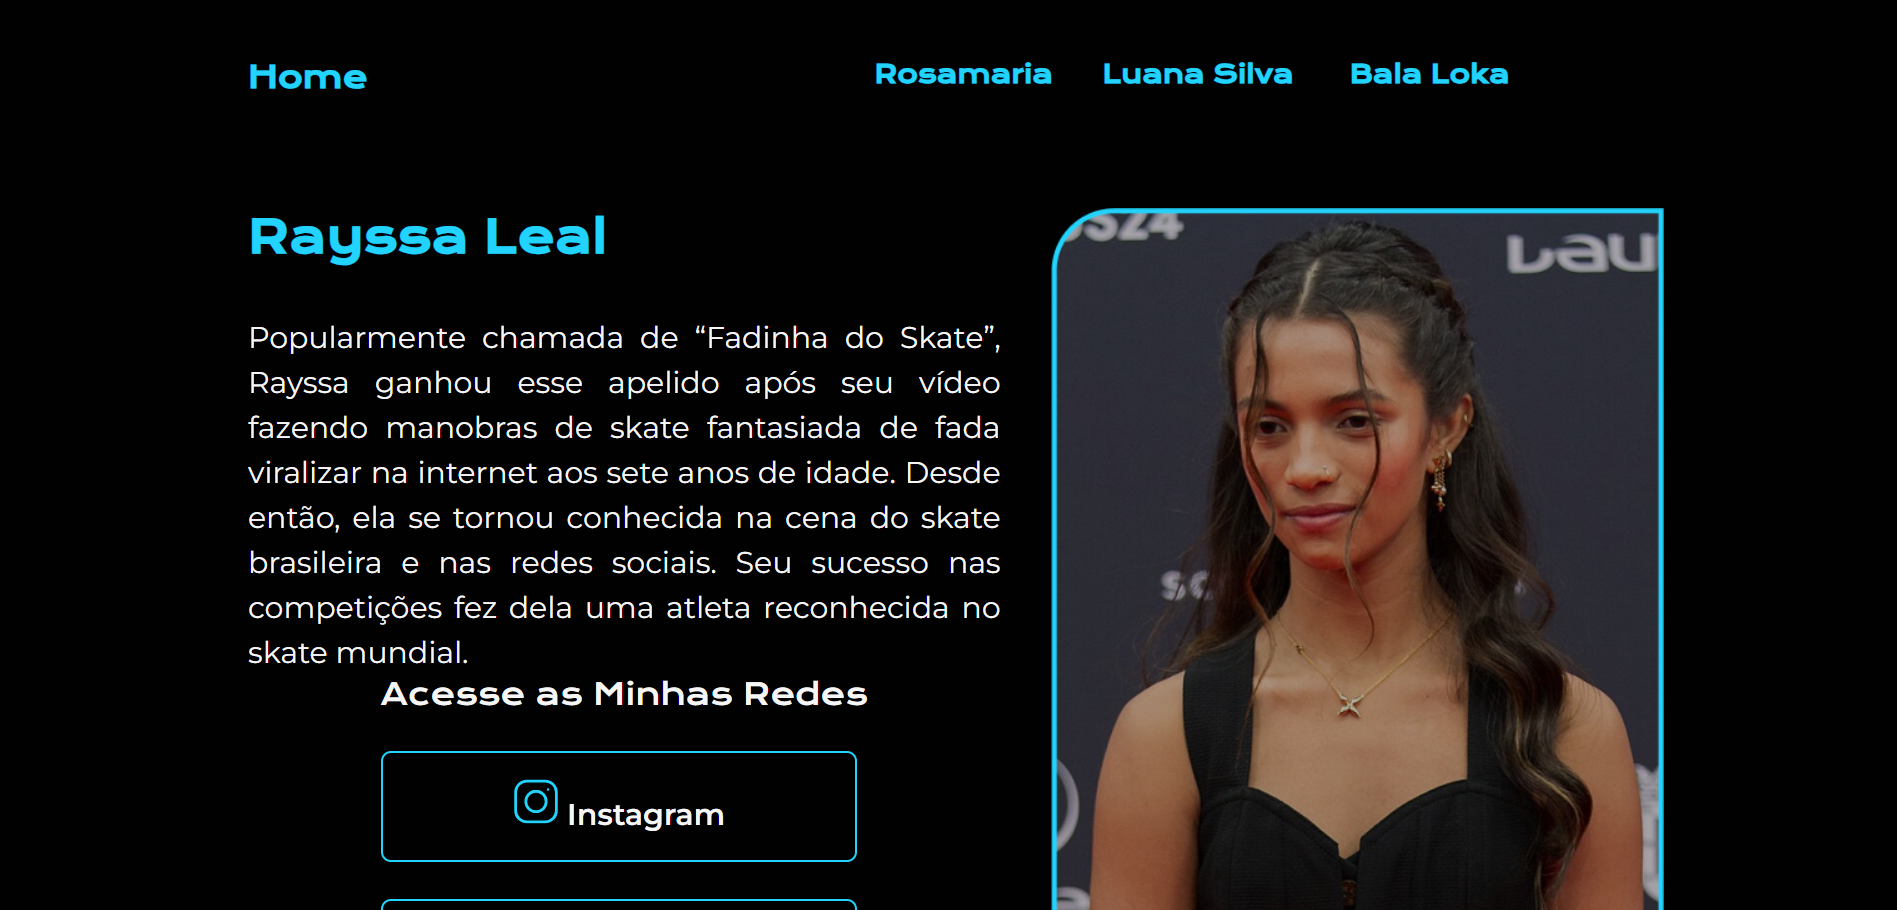 Home
Rosamaria
Luana Silva
Bala Loka
Rayssa Leal
Popularmente chamada de “Fadinha do Skate”,
Rayssa ganhou esse apelido após seu vídeo
fazendo manobras de skate fantasiada de fada
viralizar na internet aos sete anos de idade. Desde
então, ela se tornou conhecida na cena do skate
brasileira e nas redes sociais. Seu sucesso nas
competições fez dela uma atleta reconhecida no
skate mundial.
Acesse as Minhas Redes
Instagram
S24
Lau